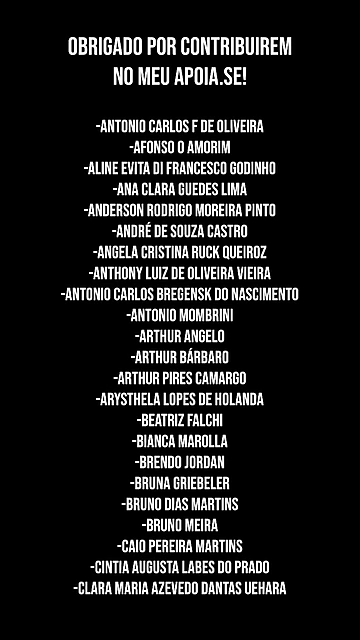 OBRIGADO POR CONTRIBUIREM
NO MEU APOIA.SE!
-ANTONIO CARLOS F DE OLIVEIRA
-AFONSO O AMORIM
-ALINE EVITA DI FRANCESCO GODINHO
-ANA CLARA GUEDES LIMA
-ANDERSON RODRIGO MOREIRA PINTO
-ANDRÉ DE SOUZA CASTRO
-ANGELA CRISTINA RUCK QUEIROZ
-ANTHONY LUIZ DE OLIVEIRA VIEIRA
-ANTONIO CARLOS BREGENSK DO NASCIMENTO
-ANTONIO MOMBRINI
-ARTHUR ANGELO
-ARTHUR BÁRBARO
-ARTHUR PIRES CAMARGO
-ARYSTHELA LOPES DE HOLANDA
-BEATRIZ FALCHI
-BIANCA MAROLLA
-BRENDO JORDAN
-BRUNA GRIEBELER
-BRUNO DIAS MARTINS
-BRUNO MEIRA
-CAIO PEREIRA MARTINS
-CINTIA AUGUSTA LABES DO PRADO
-CLARA MARIA AZEVEDO DANTAS UEHARA